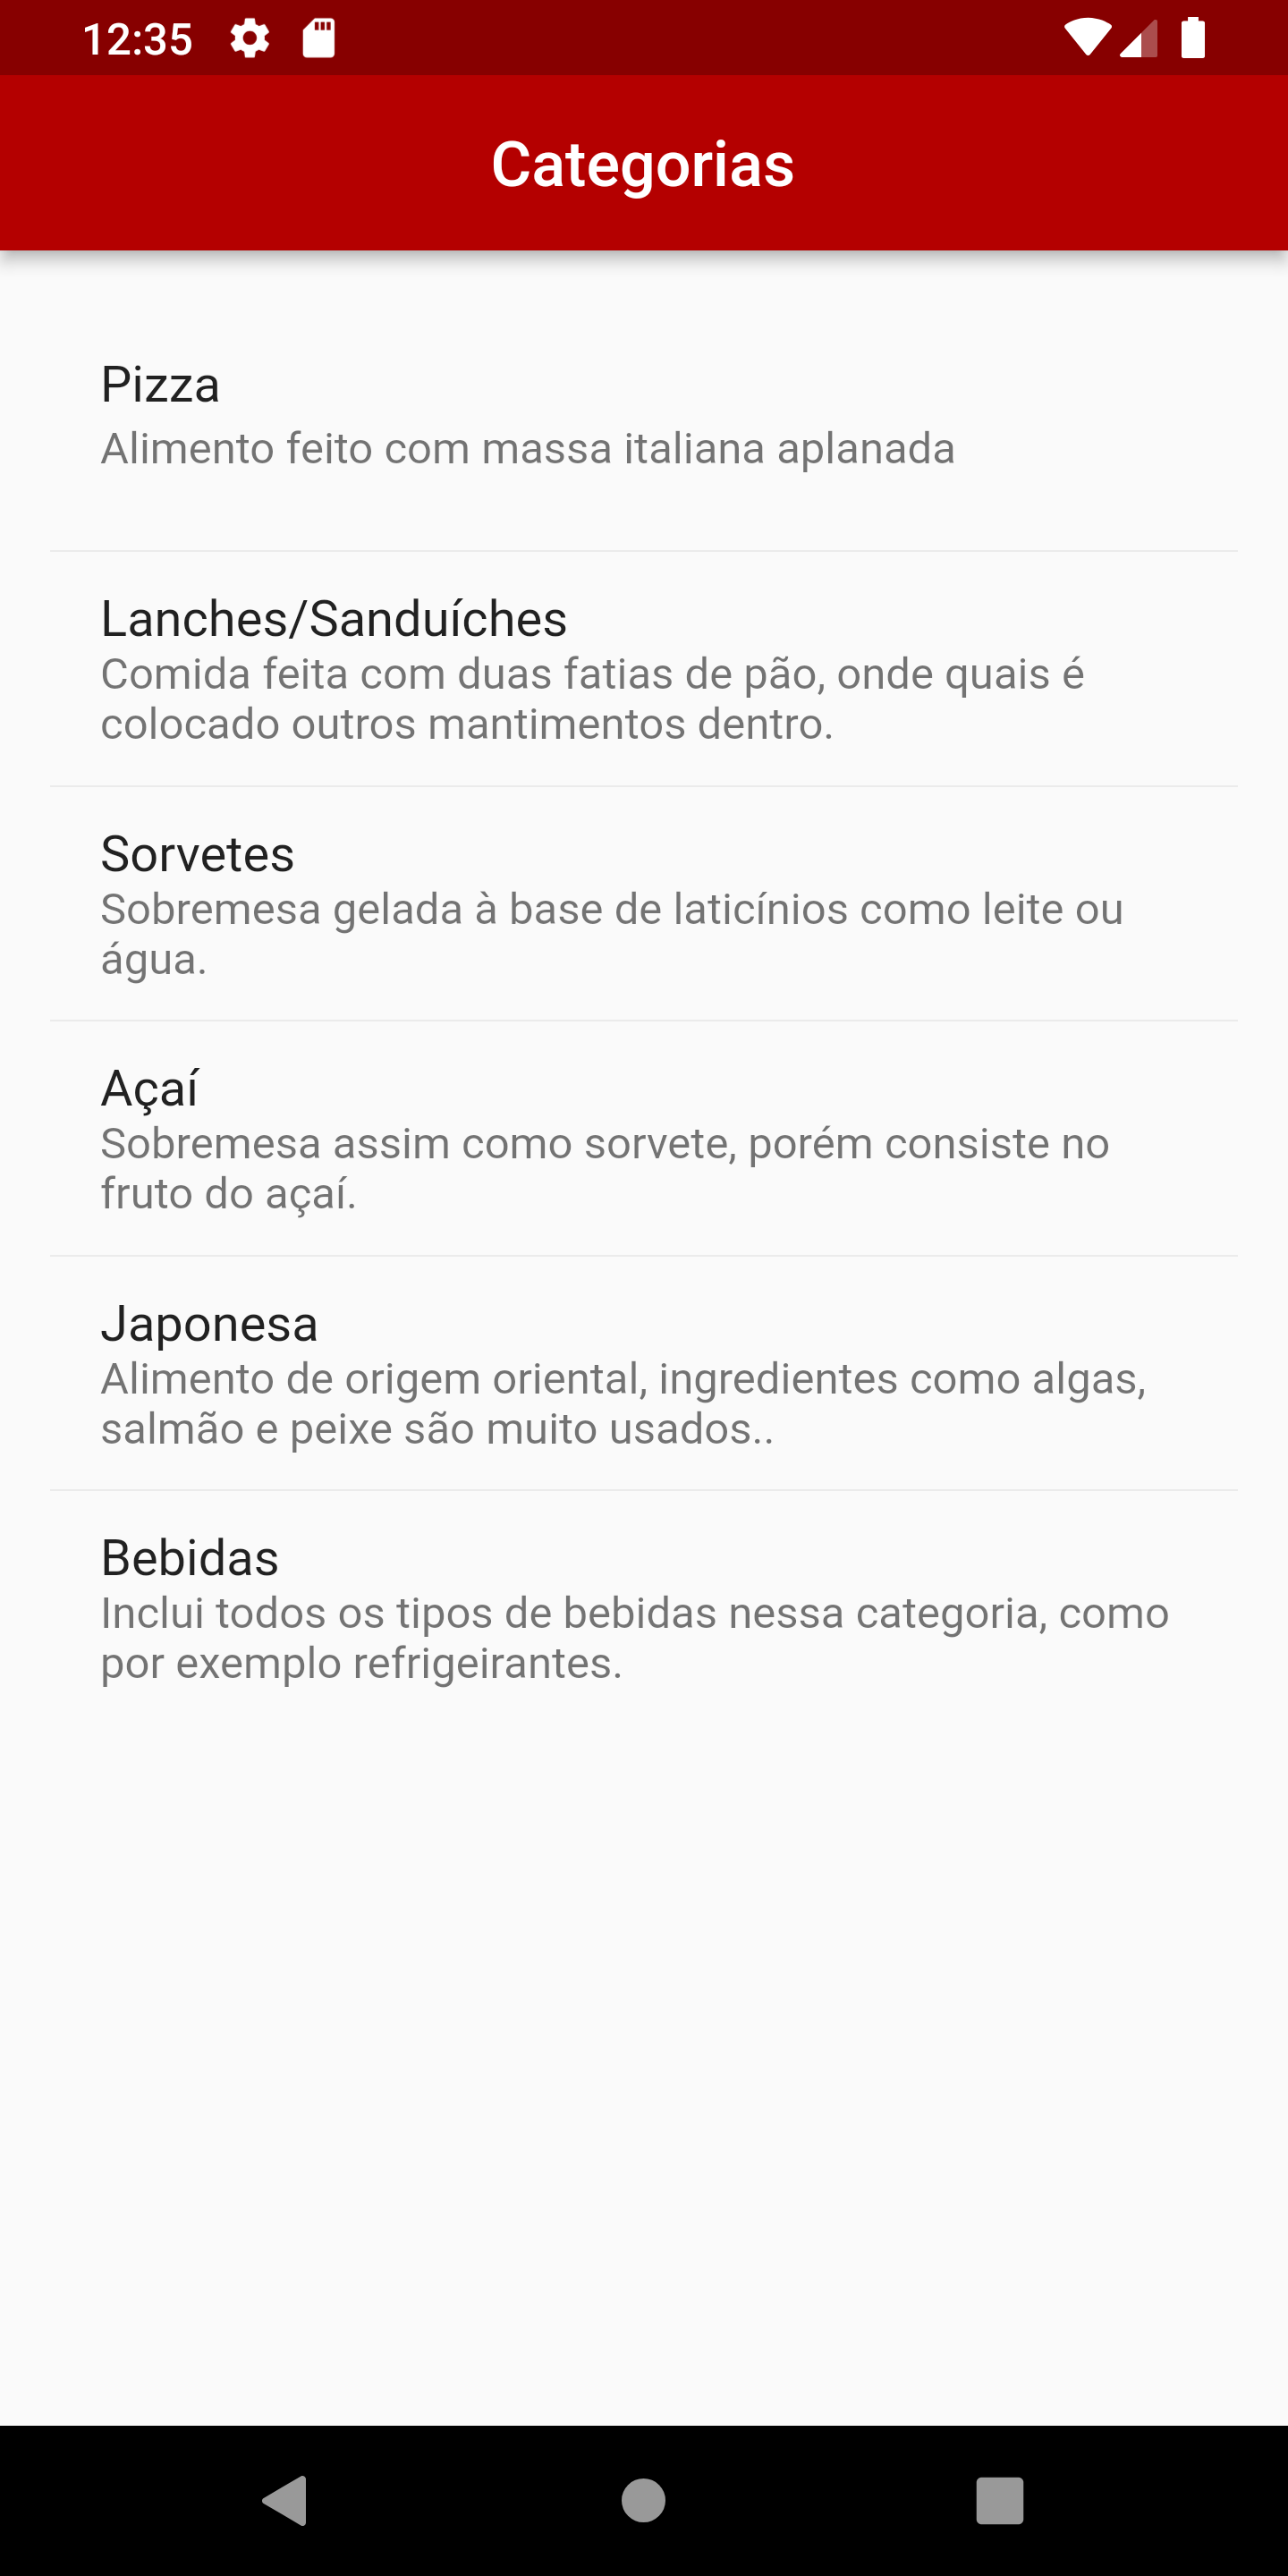 12:35
Categorias
Pizza
Alimento feito com massa italiana aplanada
Lanches/Sanduíches
Comida feita com duas fatias de pão, onde quais é
colocado outros mantimentos dentro.
Sorvetes
Sobremesa gelada à base de laticínios como leite ou
água.
Açaí
Sobremesa assim como sorvete, porém consiste no
fruto do açaí.
Japonesa
Alimento de origem oriental, ingredientes como algas,
salmão e peixe são muito usados..
Bebidas
Inclui todos os tipos de bebidas nessa categoria, como
por exemplo refrigeirantes.